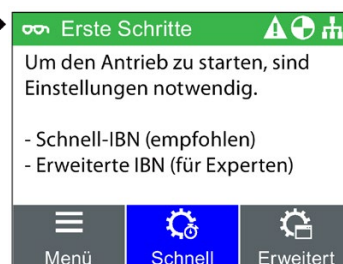 Erste Schritte
Um den Antrieb zu starten, sind
Einstellungen notwendig.
- Schnell-IBN (empfohlen)
- Erweiterte IBN (für Experten)
Menü Schnell Erweitert